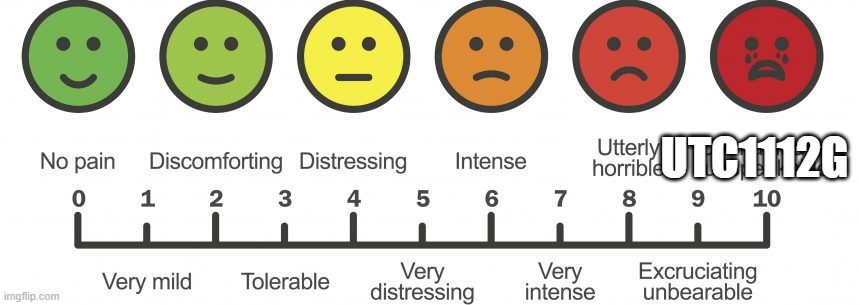 No pain Discomforting Distressing Intense Utterly
horrible
UTC1112G
0 1 2 3 4 5 6 7 8 9 10
Very mild Tolerable Very
distressing Very
intense Excruciating
unbearable
imgflip.com